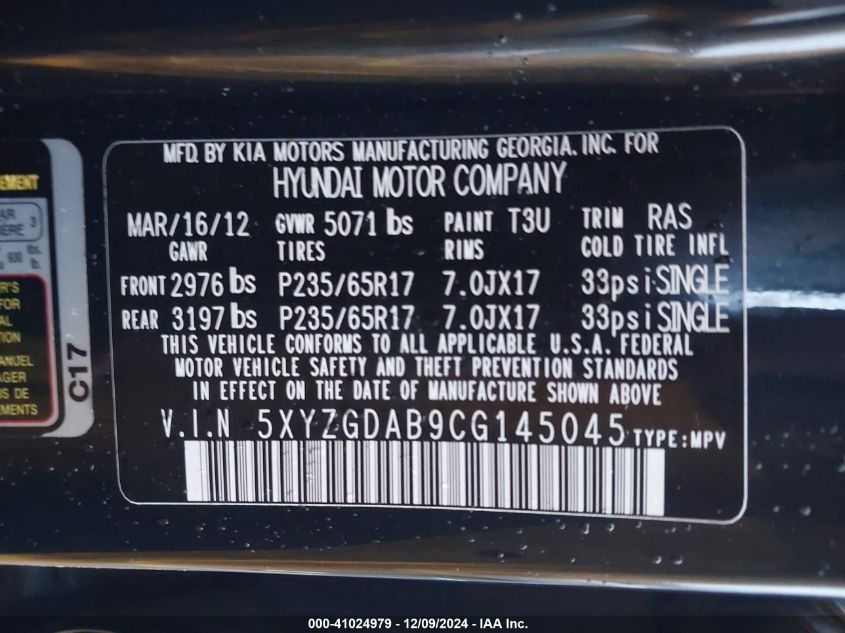 MFD. BY KIA MOTORS MANUFACTURING GEORGIA. INC. FOR
HYUNDAI MOTOR COMPANY
MAR/16/12 GVWR 5071 lbs PAINT T3U TRIM RAS
GAWR TIRES RIMS COLD TIRE INFL
FRONT 2976 lbs P235/65R17 7.0JX17 33psi SINGLE
REAR 3197 lbs P235/65R17 7.0JX17 33psi SINGLE
THIS VEHICLE CONFORMS TO ALL APPLICABLE U.S.A. FEDERAL
MOTOR VEHICLE SAFETY AND THEFT PREVENTION STANDARDS
IN EFFECT ON THE DATE OF MANUFACTURE SHOWN ABOVE
V.I.N 5XYZGDAB9CG145045 TYPE:MPV
C17
000-41024979 - 12/09/2024 - IAA Inc.